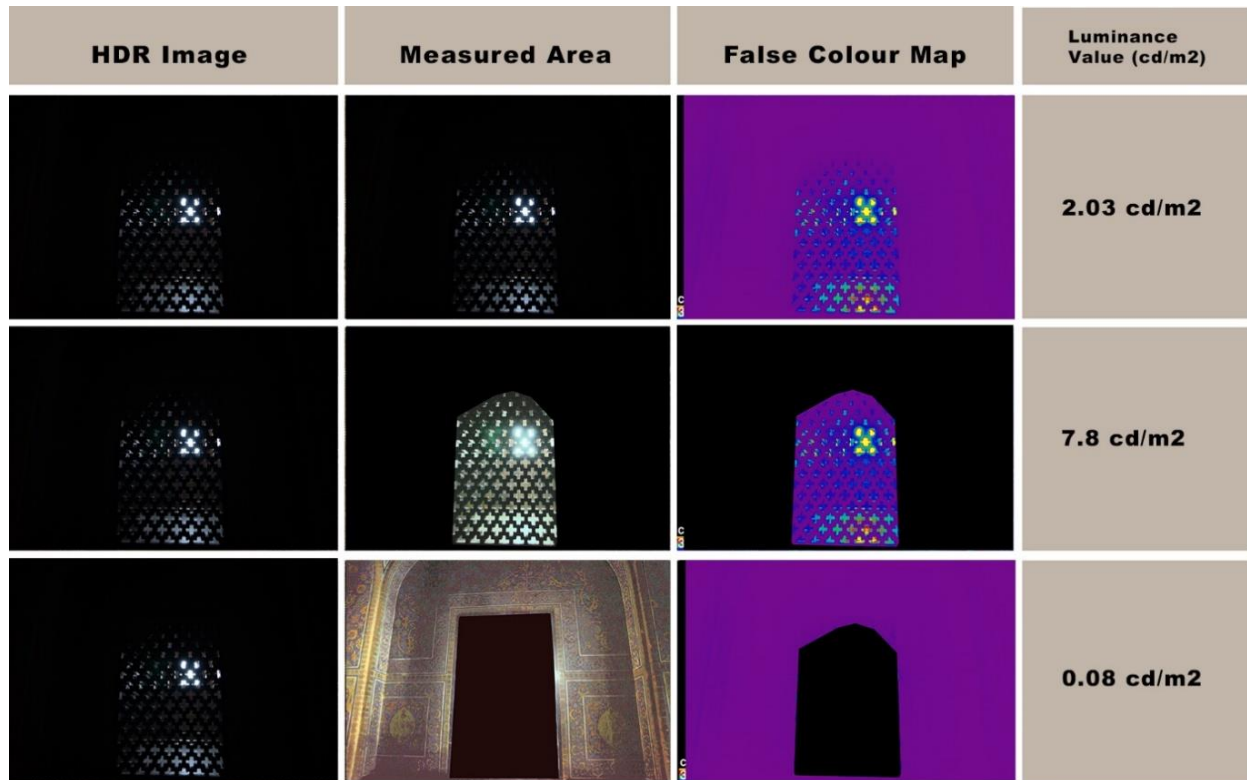 HDR Image
Measured Area
False Colour Map
Luminance
Value (cd/m2)
2.03 cd/m2
7.8 cd/m2
0.08 cd/m2